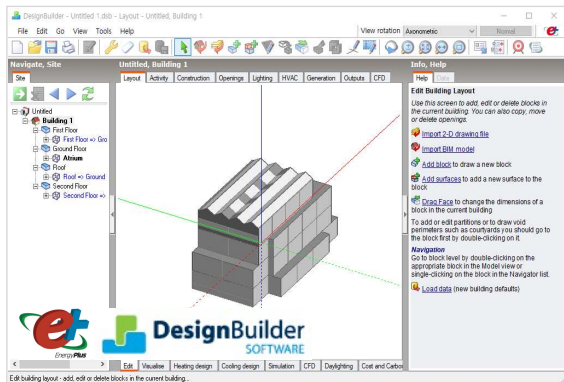 DesignBuilder - Untitled 1.dsb - Layout - Untitled, Building 1
File Edit Go View Tools Help
View rotation Axonometric Normal
Navigate, Site
Untitled, Building 1
Info, Help
Site
Layout Activity Construction Openings Lighting HVAC Generation Outputs CFD
Help Data
Untitled
Building 1
First Floor
First Floor => Gro
Ground Floor
Atrium
Roof
Roof => Ground
Second Floor
Second Floor =>
Edit Building Layout
Use this screen to add, edit or delete blocks in
the current building. You can also copy, move
or delete openings.
Import 2-D drawing file
Import BIM model
Add block to draw a new block
Add surfaces to add a new surface to the
block
Drag Face to change the dimensions of a
block in the current building
To add or edit partitions or to draw void
perimeters such as courtyards you should go to
the block first by double-clicking on it.
Navigation
Go to block level by double-clicking on the
appropriate block in the Model view or
single-clicking on the block in the Navigator list.
Load data (new building defaults)
e+
EnergyPlus
DesignBuilder
SOFTWARE
Edit Visualise Heating design Cooling design Simulation CFD Daylighting Cost and Carbo
Edit building layout - add, edit or delete blocks in the current building...